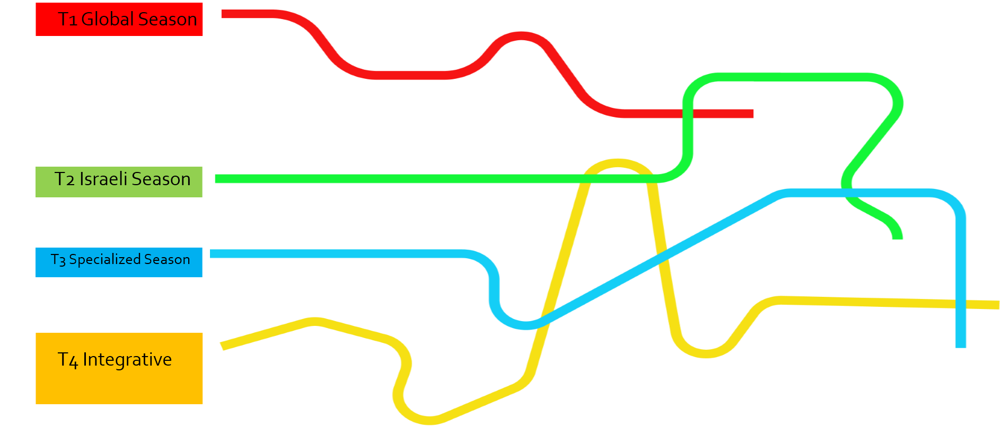 T1 Global Season
T2 Israeli Season
T3 Specialized Season
T4 Integrative